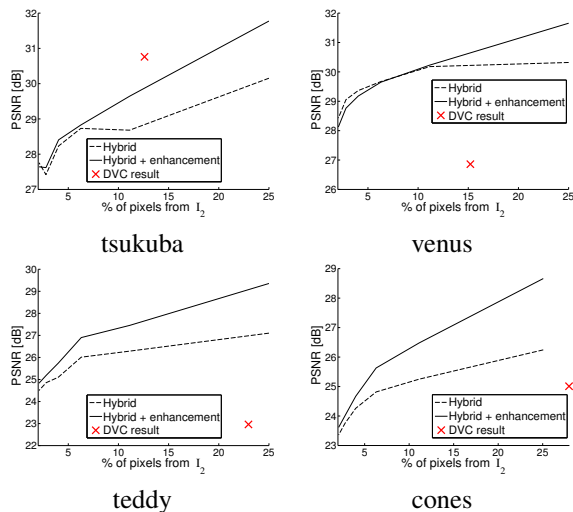 32
31
30
29
28
27
PSNR [dB]
Hybrid
Hybrid + enhancement
DVC result
5 10 15 20 25
% of pixels from I₂
tsukuba
32
31
30
29
28
27
26
PSNR [dB]
Hybrid
Hybrid + enhancement
DVC result
5 10 15 20 25
% of pixels from I₂
venus
30
29
28
27
26
25
24
23
22
PSNR [dB]
Hybrid
Hybrid + enhancement
DVC result
5 10 15 20 25
% of pixels from I₂
teddy
29
28
27
26
25
24
23
PSNR [dB]
Hybrid
Hybrid + enhancement
DVC result
5 10 15 20 25
% of pixels from I₂
cones